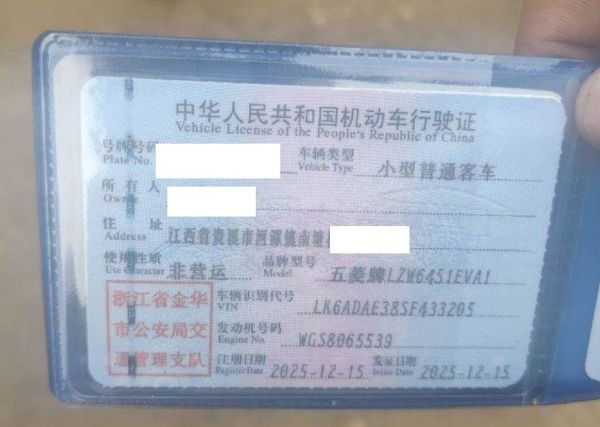 中华人民共和国机动车行驶证
Vehicle License of the People's Republic of China
号牌号码 车辆类型 小型普通客车
Plate No. Vehicle Type
所有人
Owner
住址 江西省贵溪市河潭镇南塘
Address
使用性质 非营运 品牌型号 五菱牌LZW6451EVA1
Use Character Model
浙江省金华 车辆识别代号 LK6ADAE38SF433205
VIN
市公安局交 发动机号码 WGS8065539
Engine No.
通管理支队 注册日期 2025-12-15 发证日期 2025-12-15
Register Date Issue Date